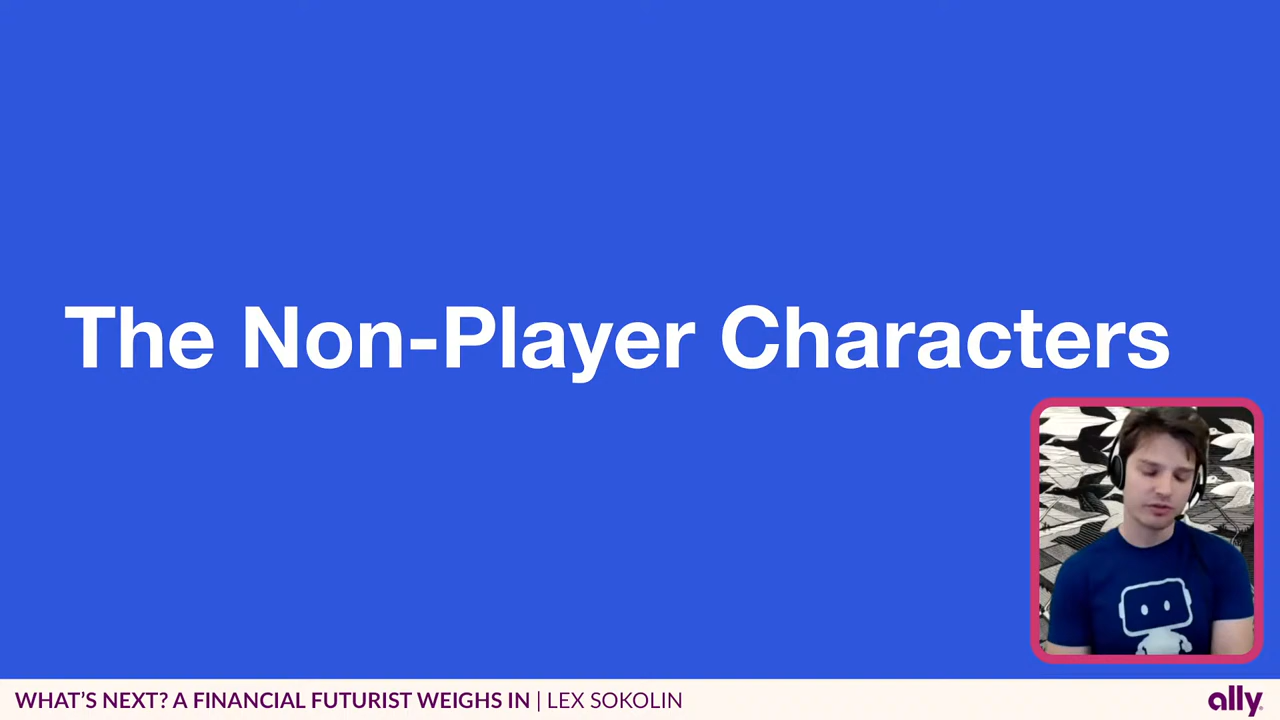 The Non-Player Characters
WHAT’S NEXT? A FINANCIAL FUTURIST WEIGHS IN | LEX SOKOLIN
ally